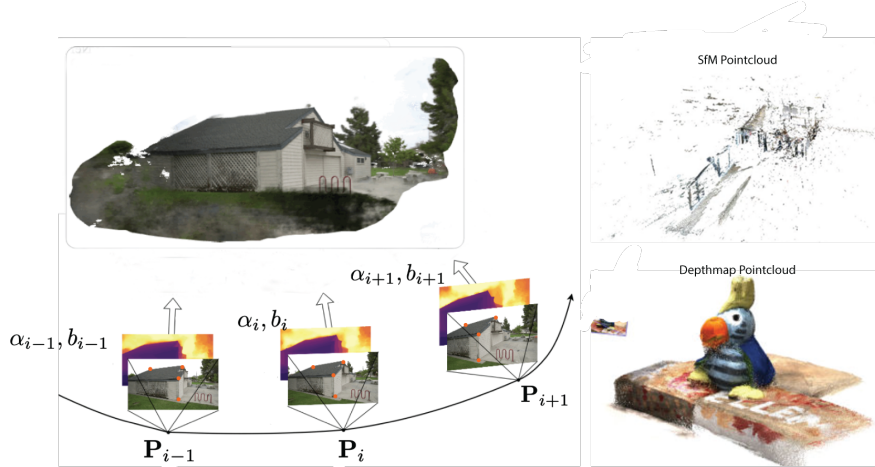 SfM Pointcloud
α_{i+1}, b_{i+1}
α_i, b_i
α_{i−1}, b_{i−1}
P_{i−1}
P_i
P_{i+1}
Depthmap Pointcloud